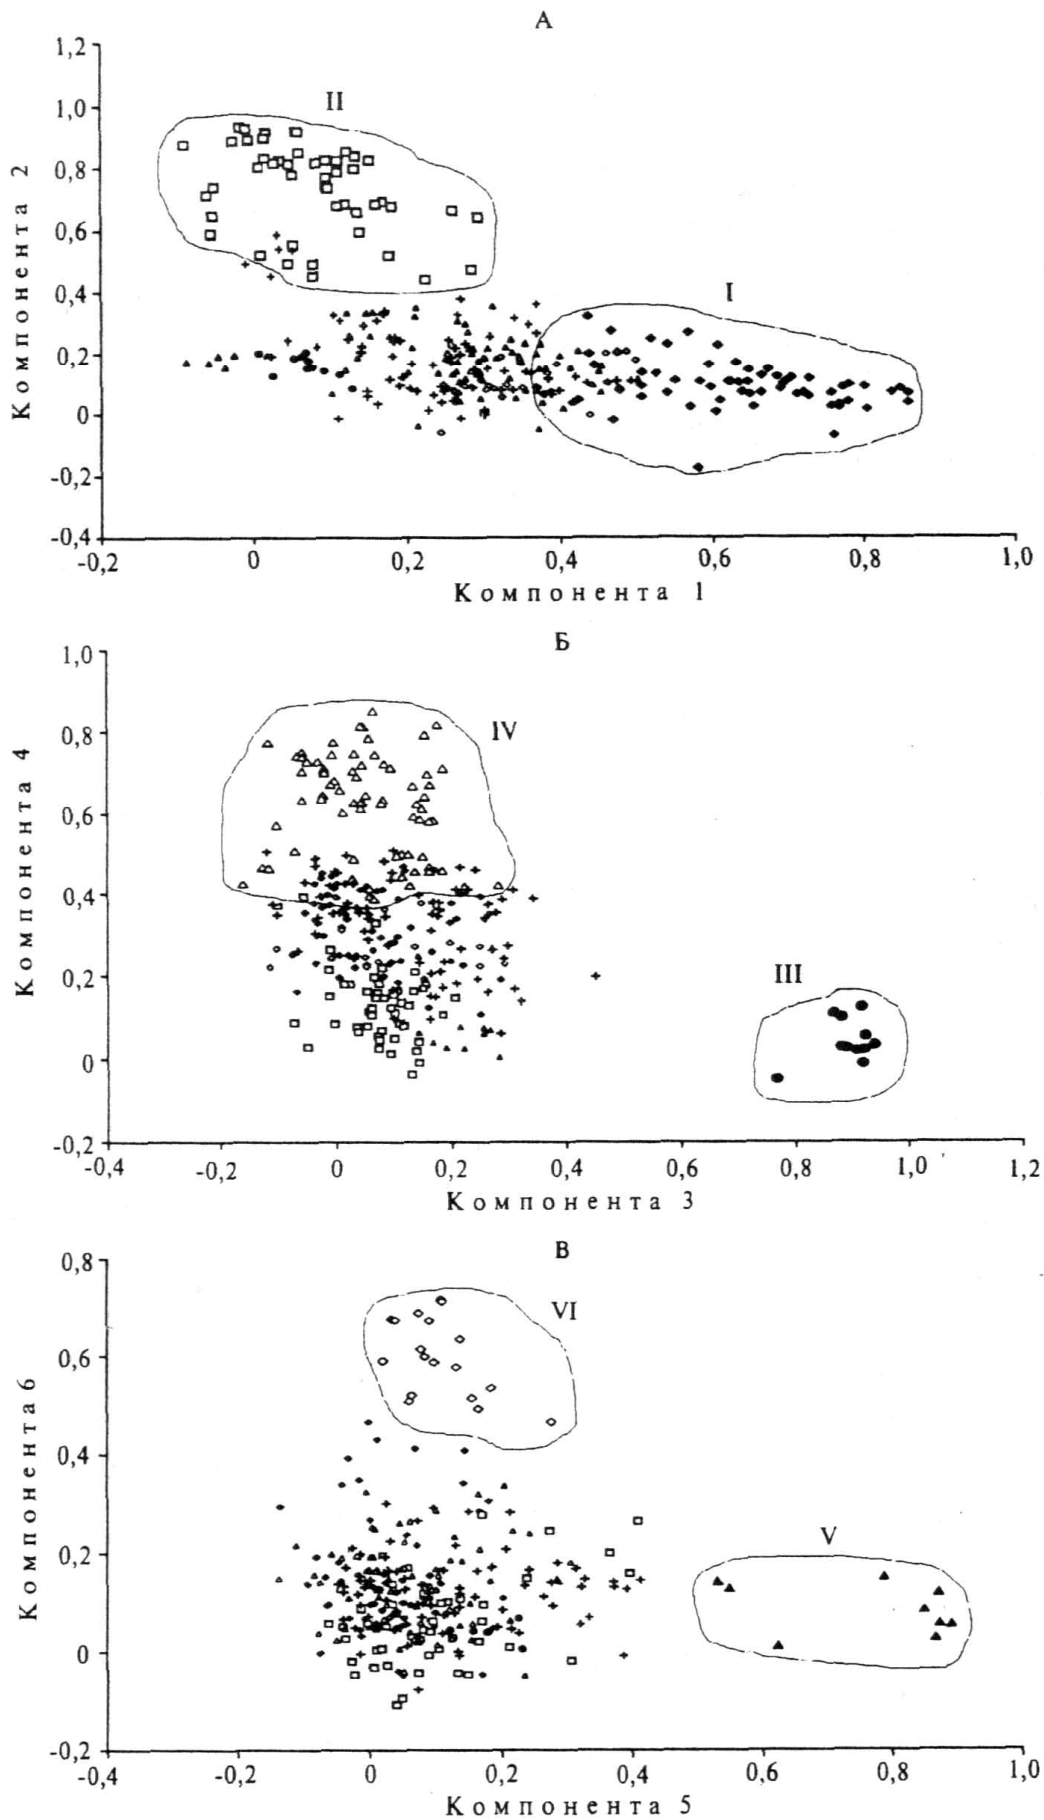 А
1,2
1,0
0,8
0,6
0,4
0,2
0
-0,2
-0,4
Компонента 2
II
I
-0,2 0 0,2 0,4 0,6 0,8 1,0
Компонента 1
Б
1,0
0,8
0,6
0,4
0,2
0
-0,2
Компонента 4
IV
III
-0,4 -0,2 0 0,2 0,4 0,6 0,8 1,0 1,2
Компонента 3
В
0,8
0,6
0,4
0,2
0
-0,2
Компонента 6
VI
V
-0,4 -0,2 0 0,2 0,4 0,6 0,8 1,0
Компонента 5